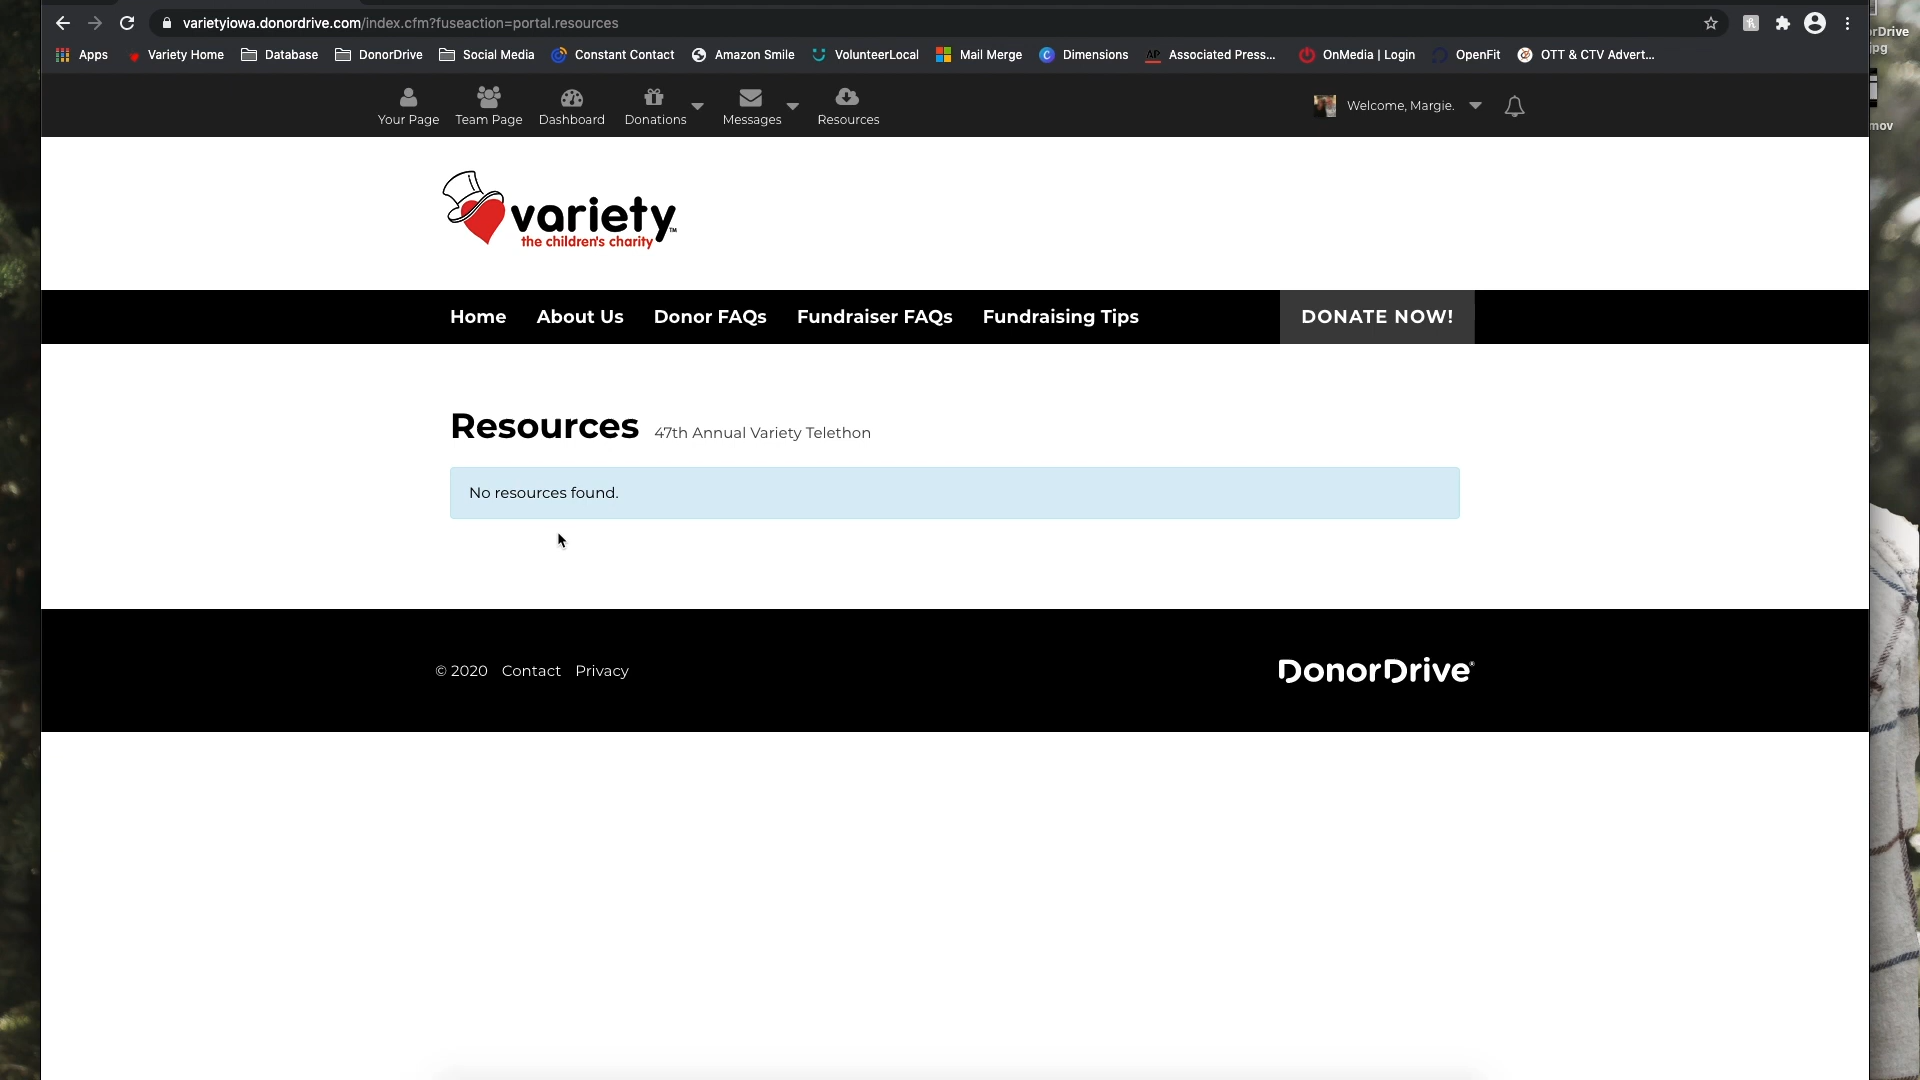 varietyiowa.donordrive.com/index.cfm?fuseaction=portal.resources
Apps Variety Home Database DonorDrive Social Media Constant Contact Amazon Smile VolunteerLocal Mail Merge Dimensions AP Associated Press... OnMedia | Login OpenFit OTT & CTV Advert...
Your Page Team Page Dashboard Donations Messages Resources Welcome, Margie.
variety™
the children's charity
Home About Us Donor FAQs Fundraiser FAQs Fundraising Tips DONATE NOW!
Resources 47th Annual Variety Telethon
No resources found.
© 2020 Contact Privacy DonorDrive®